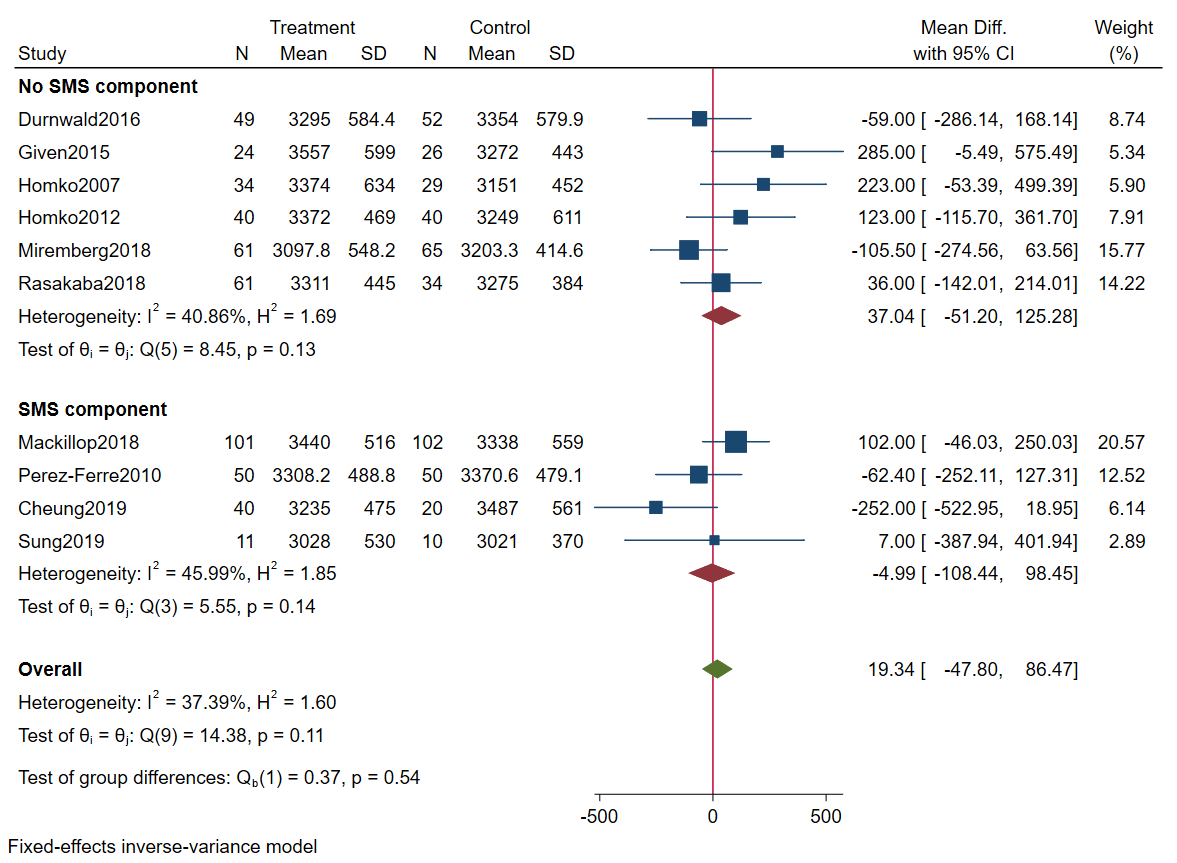 Treatment Control Mean Diff. Weight
Study N Mean SD N Mean SD with 95% CI (%)
No SMS component
Durnwald2016 49 3295 584.4 52 3354 579.9 -59.00 [ -286.14, 168.14] 8.74
Given2015 24 3557 599 26 3272 443 285.00 [ -5.49, 575.49] 5.34
Homko2007 34 3374 634 29 3151 452 223.00 [ -53.39, 499.39] 5.90
Homko2012 40 3372 469 40 3249 611 123.00 [ -115.70, 361.70] 7.91
Miremberg2018 61 3097.8 548.2 65 3203.3 414.6 -105.50 [ -274.56, 63.56] 15.77
Rasakaba2018 61 3311 445 34 3275 384 36.00 [ -142.01, 214.01] 14.22
Heterogeneity: I² = 40.86%, H² = 1.69 37.04 [ -51.20, 125.28]
Test of θᵢ = θⱼ: Q(5) = 8.45, p = 0.13
SMS component
Mackillop2018 101 3440 516 102 3338 559 102.00 [ -46.03, 250.03] 20.57
Perez-Ferre2010 50 3308.2 488.8 50 3370.6 479.1 -62.40 [ -252.11, 127.31] 12.52
Cheung2019 40 3235 475 20 3487 561 -252.00 [ -522.95, 18.95] 6.14
Sung2019 11 3028 530 10 3021 370 7.00 [ -387.94, 401.94] 2.89
Heterogeneity: I² = 45.99%, H² = 1.85 -4.99 [ -108.44, 98.45]
Test of θᵢ = θⱼ: Q(3) = 5.55, p = 0.14
Overall 19.34 [ -47.80, 86.47]
Heterogeneity: I² = 37.39%, H² = 1.60
Test of θᵢ = θⱼ: Q(9) = 14.38, p = 0.11
Test of group differences: Q_b(1) = 0.37, p = 0.54
-500 0 500
Fixed-effects inverse-variance model